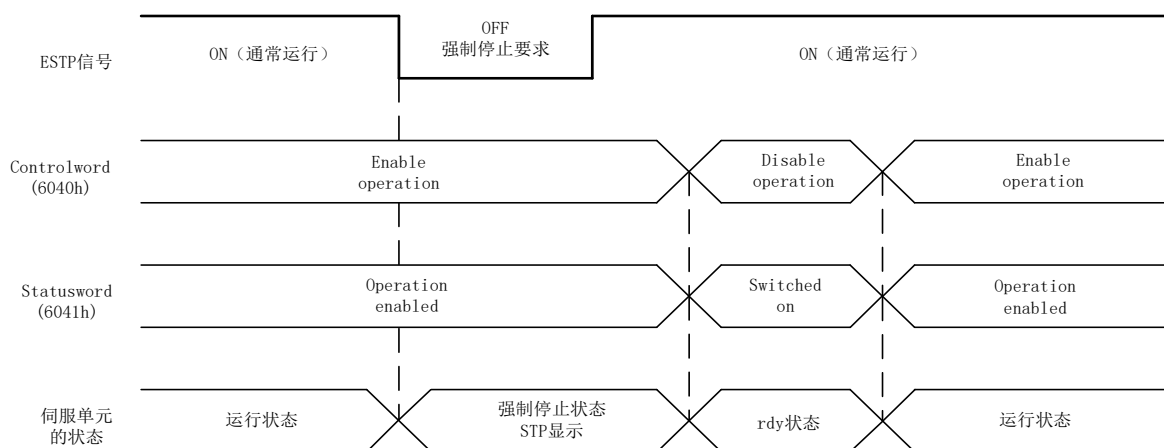 ESTP信号
ON（通常运行）
OFF
强制停止要求
ON（通常运行）
Controlword
(6040h)
Enable
operation
Disable
operation
Enable
operation
Statusword
(6041h)
Operation
enabled
Switched
on
Operation
enabled
伺服单元
的状态
运行状态
强制停止状态
STP显示
rdy状态
运行状态